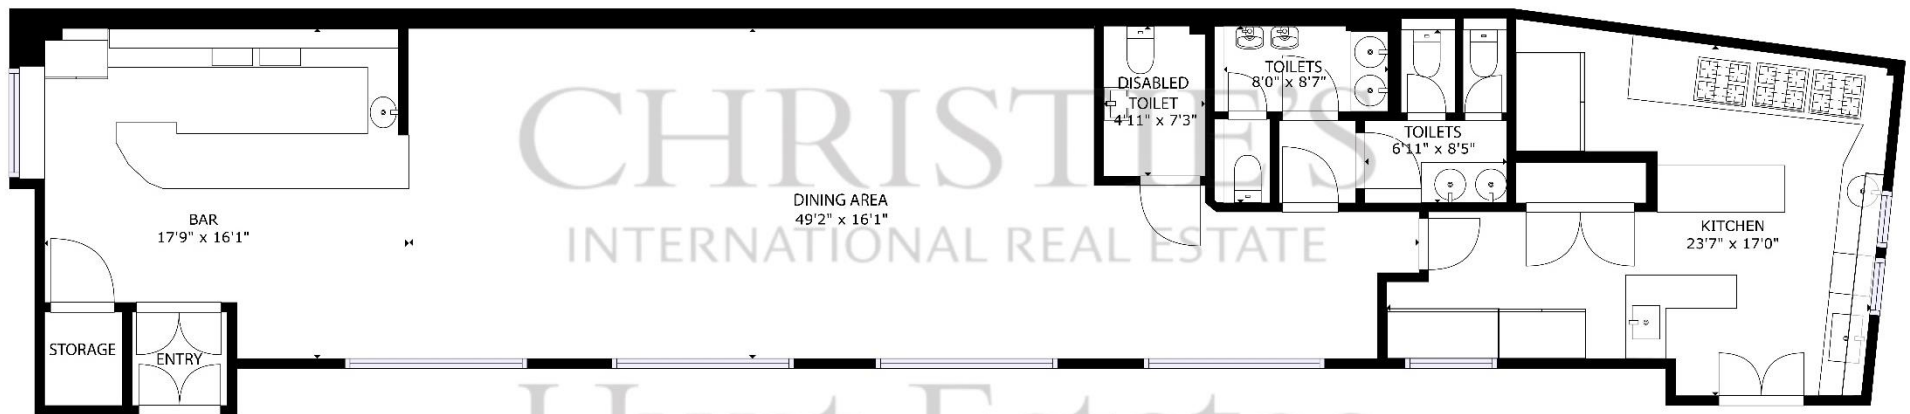 DISABLED
TOILET
4'11" x 7'3"
TOILETS
8'0" x 8'7"
TOILETS
6'11" x 8'5"
CHRISTIE'S
INTERNATIONAL REAL ESTATE
BAR
17'9" x 16'1"
DINING AREA
49'2" x 16'1"
KITCHEN
23'7" x 17'0"
STORAGE
ENTRY